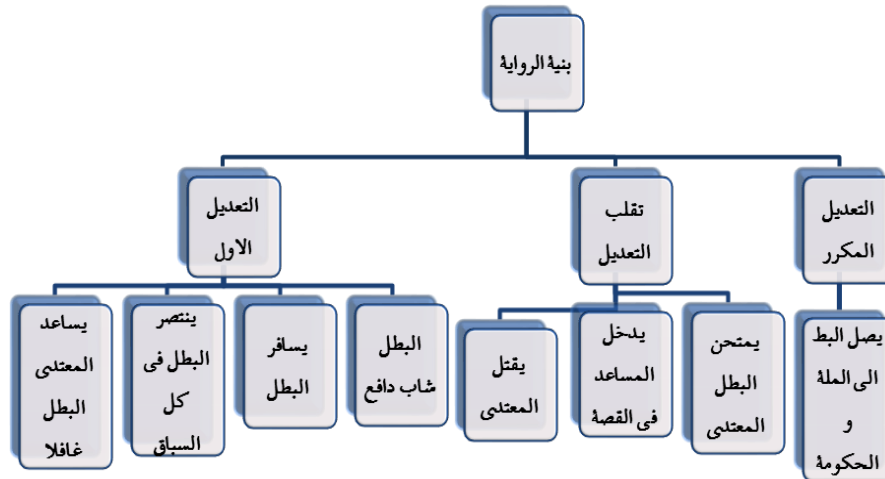 بنية الرواية
التعديل
المكرر
تقلب
التعديل
التعديل
الاول
يصل البط
الى الملة
و
الحكومة
يمتحن
البطل
المعتدى
يدخل
المساعد
فى القصة
يقتل
المعتدى
البطل
شاب دافع
يسافر
البطل
ينتصر
البطل فى
كل
السباق
يساعد
المعتدى
البطل
غافلا